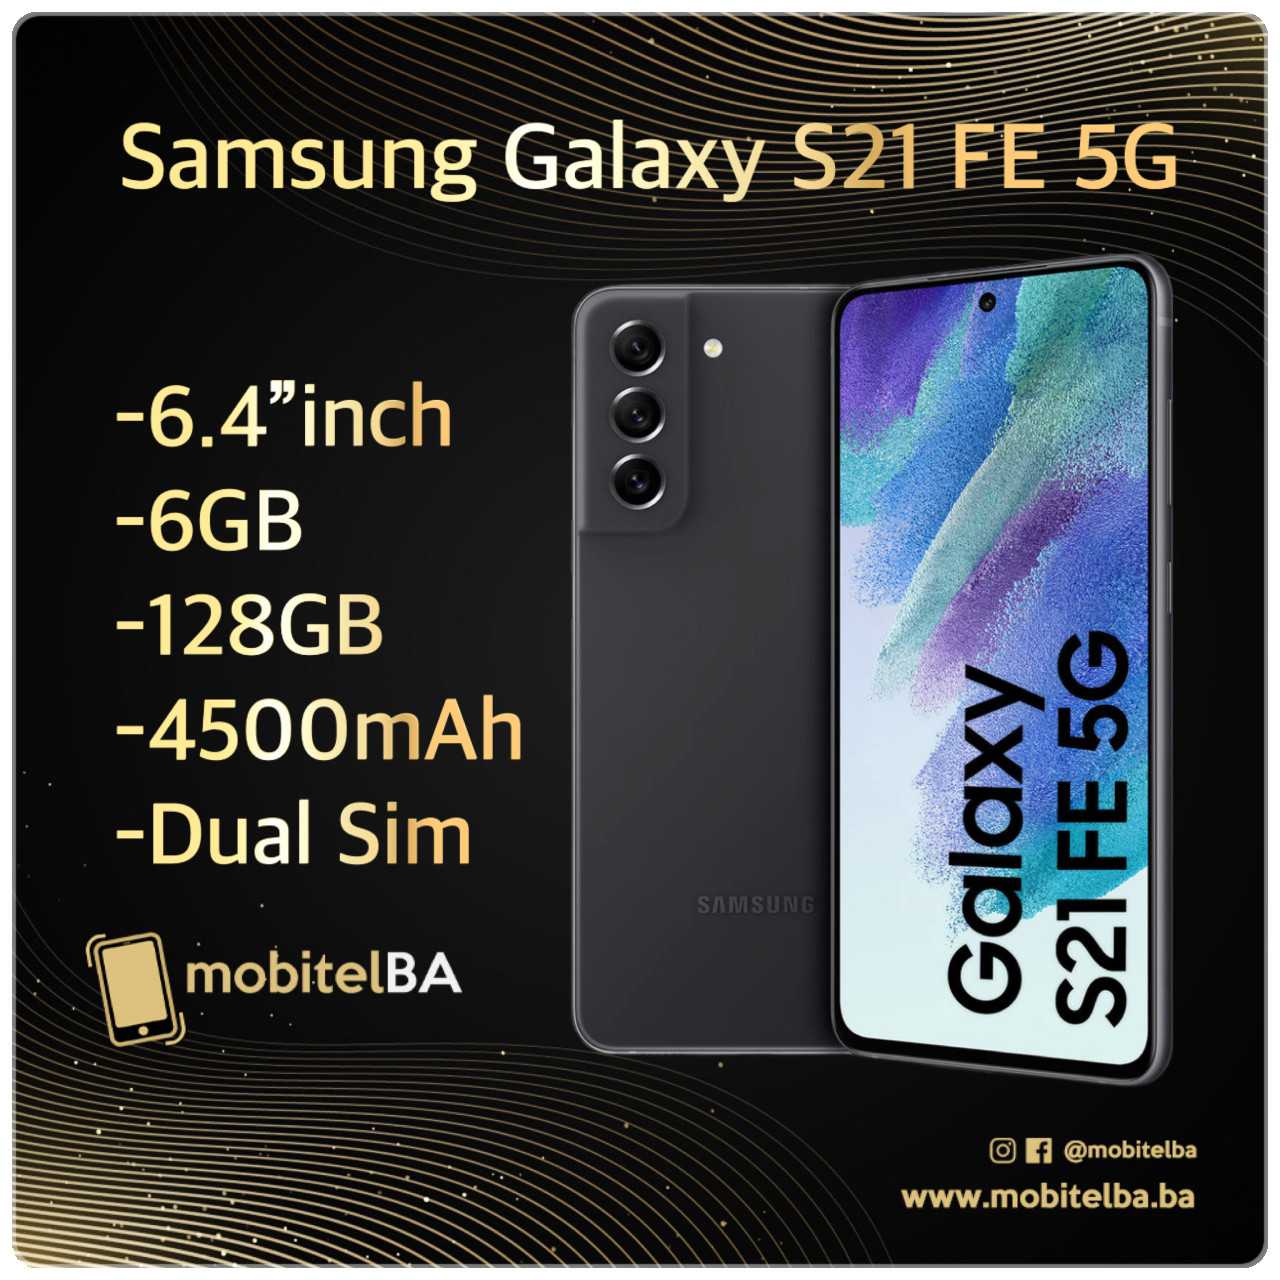 Samsung Galaxy S21 FE 5G
-6.4”inch
-6GB
-128GB
-4500mAh
-Dual Sim
mobitelBA
SAMSUNG
Galaxy
S21 FE 5G
@mobitelba
www.mobitelba.ba